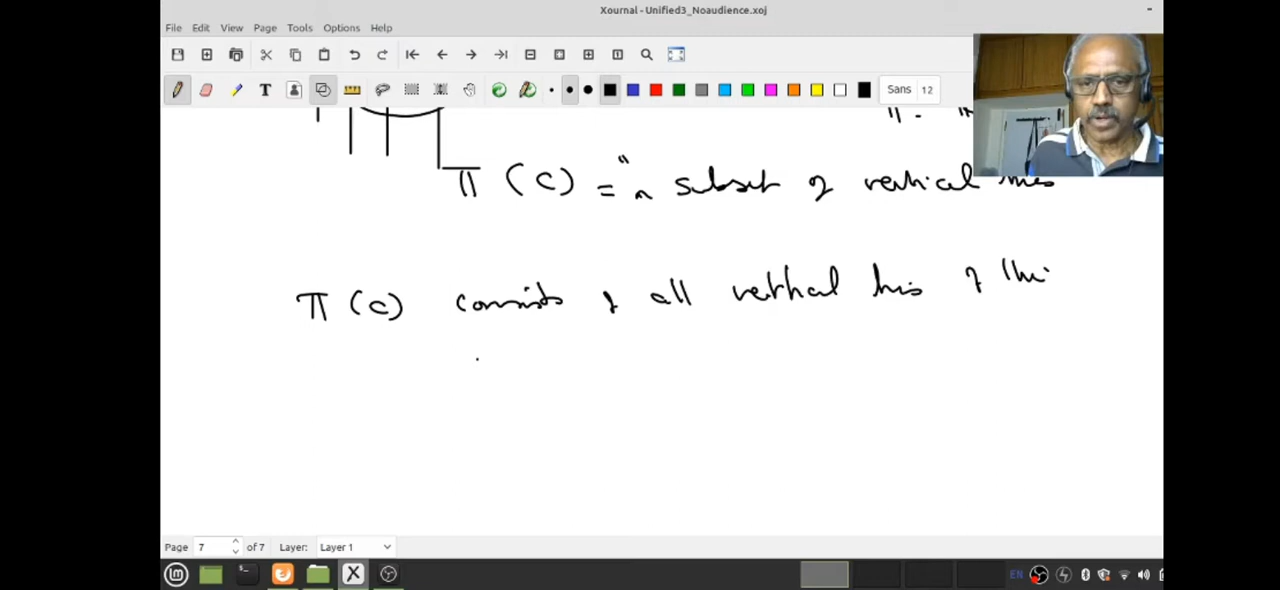 Xournal - Unified3_Noaudience.xoj
File Edit View Page Tools Options Help
T Sans 12
π (C) = " a subset of vertical lines
π (C) consists of all vertical lines of the
Page 7 of 7 Layer: Layer 1
EN